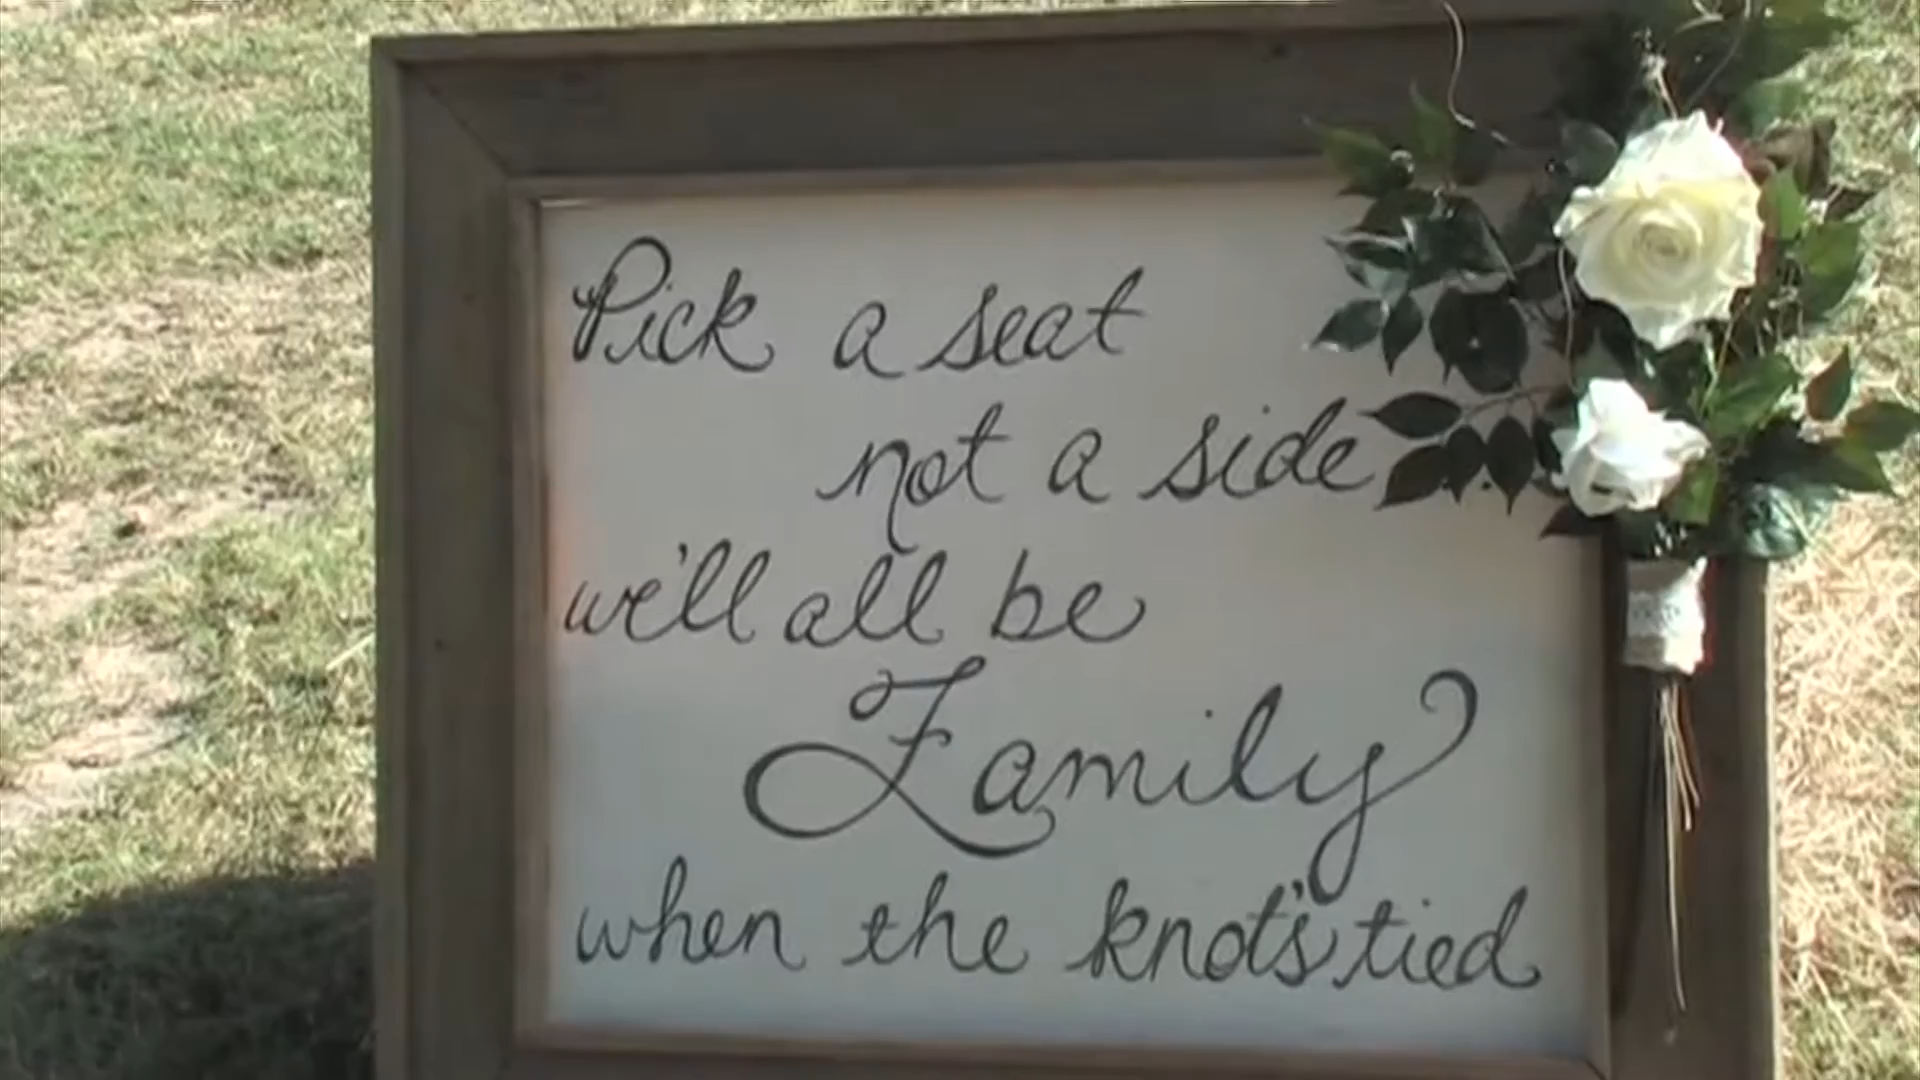 Pick a seat
not a side
we'll all be
Family
when the knot's tied